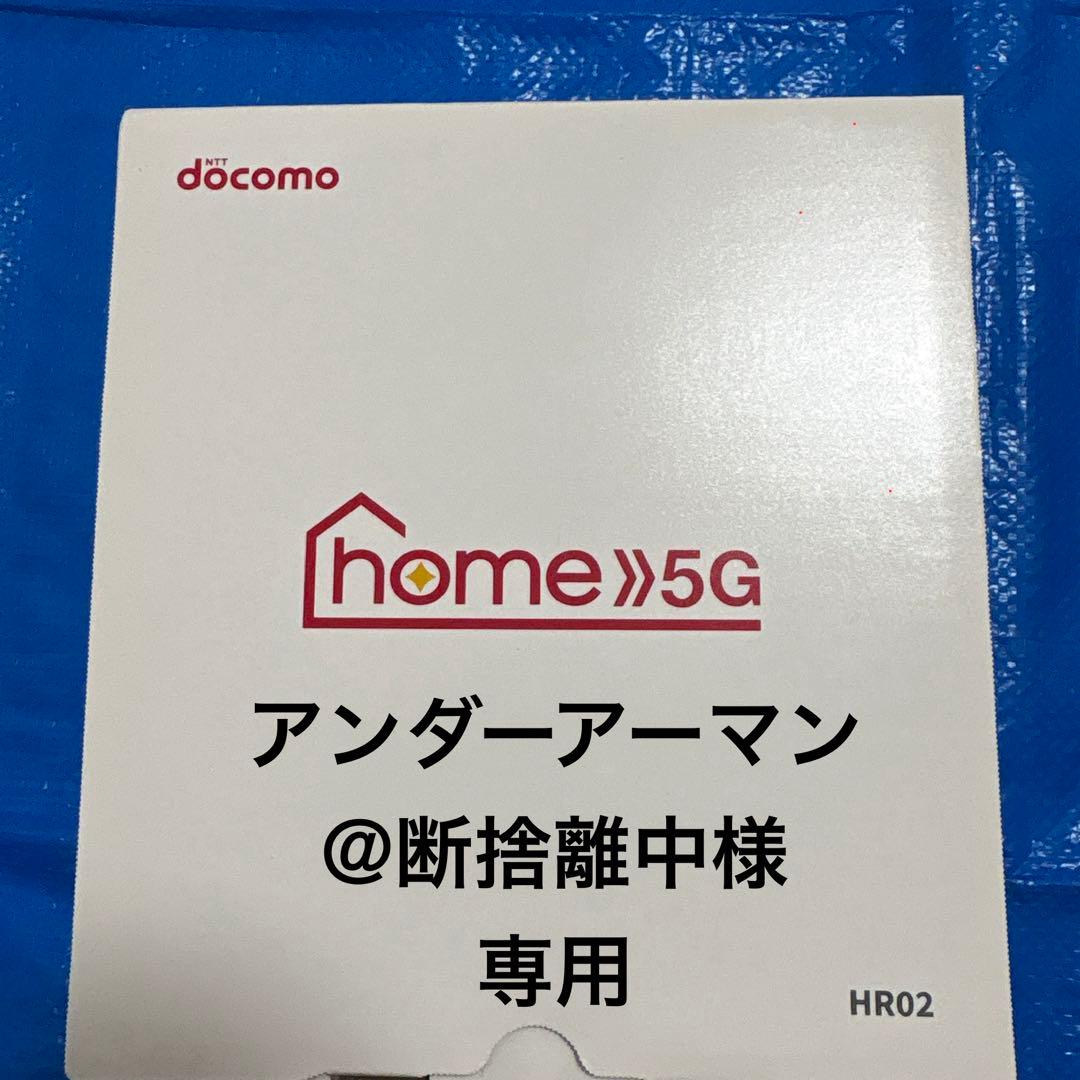 NTT
docomo
home 5G
アンダーアーマン
@断捨離中様
専用
HR02